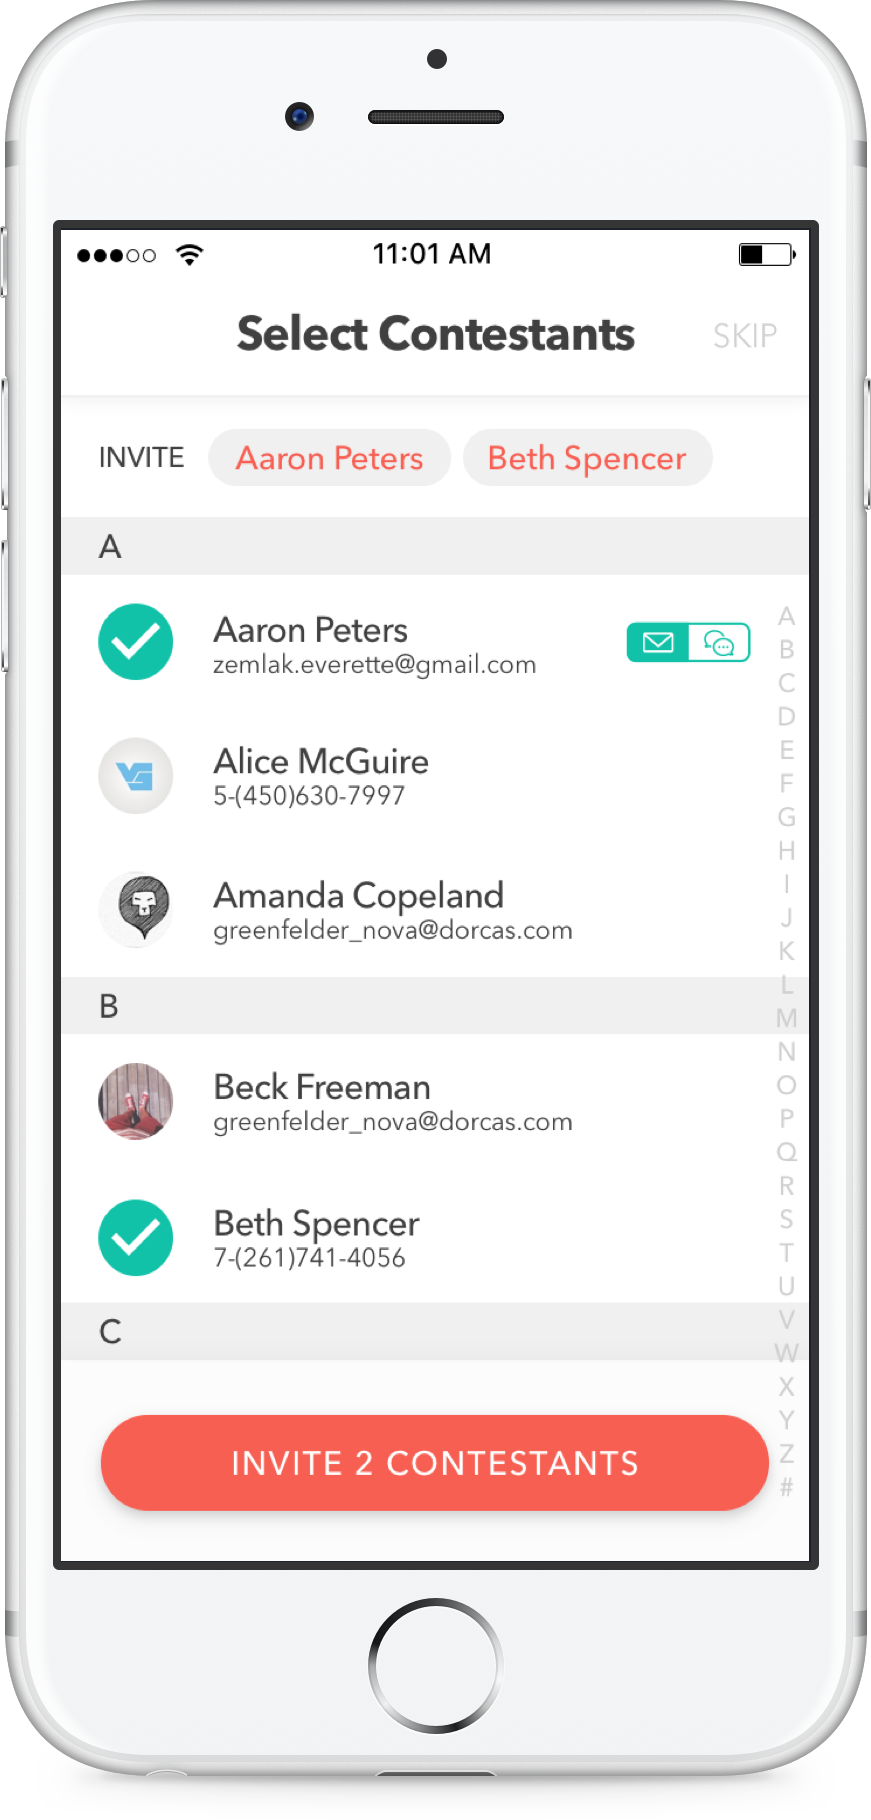 11:01 AM
Select Contestants
SKIP
INVITE Aaron Peters Beth Spencer
A
Aaron Peters
zemlak.everette@gmail.com
Alice McGuire
5-(450)630-7997
Amanda Copeland
greenfelder_nova@dorcas.com
B
Beck Freeman
greenfelder_nova@dorcas.com
Beth Spencer
7-(261)741-4056
C
INVITE 2 CONTESTANTS
A
B
C
D
E
F
G
H
I
J
K
L
M
N
O
P
Q
R
S
T
U
V
W
X
Y
Z
#